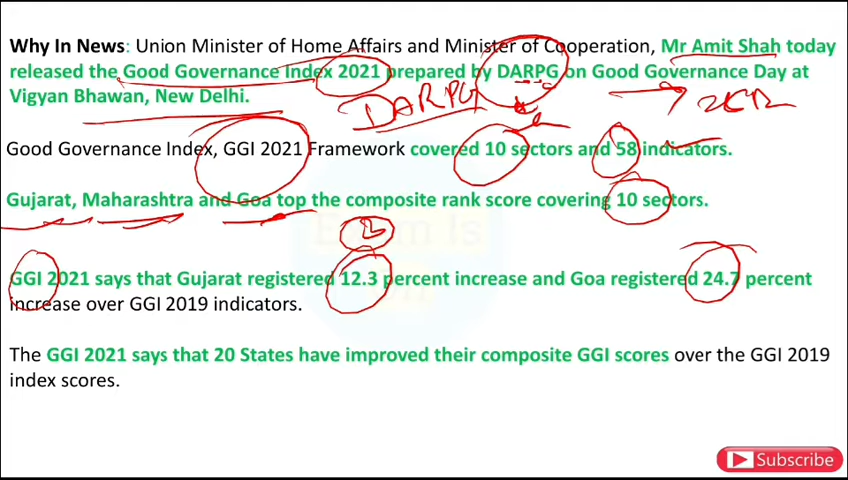 Why In News: Union Minister of Home Affairs and Minister of Cooperation, Mr Amit Shah today
released the Good Governance Index 2021 prepared by DARPG on Good Governance Day at
Vigyan Bhawan, New Delhi.
DARPG
Good Governance Index, GGI 2021 Framework covered 10 sectors and 58 indicators.
Gujarat, Maharashtra and Goa top the composite rank score covering 10 sectors.
GGI 2021 says that Gujarat registered 12.3 percent increase and Goa registered 24.7 percent
increase over GGI 2019 indicators.
The GGI 2021 says that 20 States have improved their composite GGI scores over the GGI 2019
index scores.
Subscribe